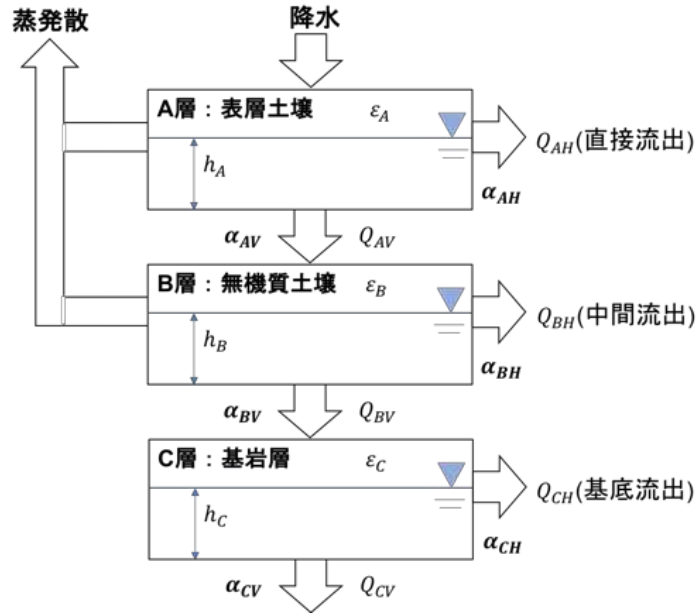 蒸発散
降水
A層：表層土壌 ε_A
h_A
Q_AH(直接流出)
α_AH
α_AV Q_AV
B層：無機質土壌 ε_B
h_B
Q_BH(中間流出)
α_BH
α_BV Q_BV
C層：基岩層 ε_C
h_C
Q_CH(基底流出)
α_CH
α_CV Q_CV